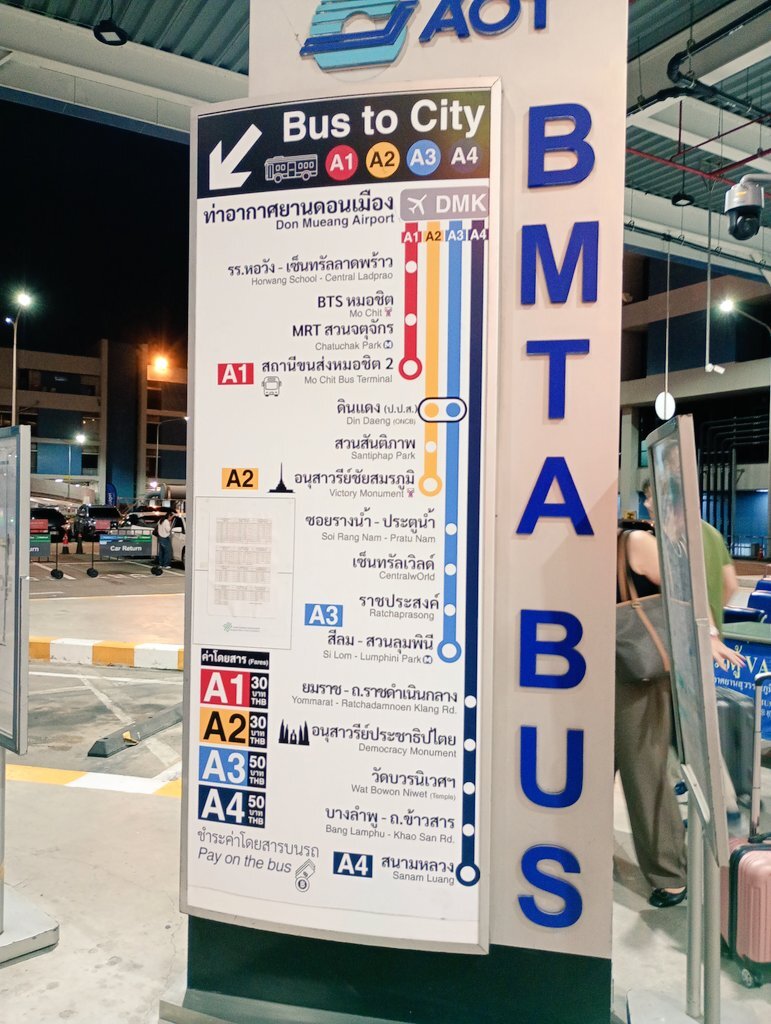 AOT
Bus to City
A1 A2 A3 A4
ท่าอากาศยานดอนเมือง
Don Mueang Airport
DMK
A1 A2 A3 A4
รร.หอวัง - เซ็นทรัลลาดพร้าว
Horwang School - Central Ladprao
BTS หมอชิต
Mo Chit
MRT สวนจตุจักร
Chatuchak Park
A1 สถานีขนส่งหมอชิต 2
Mo Chit Bus Terminal
ดินแดง (ป.ป.ส.)
Din Daeng (ONCB)
สวนสันติภาพ
Santiphap Park
A2 อนุสาวรีย์ชัยสมรภูมิ
Victory Monument
ซอยรางน้ำ - ประตูน้ำ
Soi Rang Nam - Pratu Nam
เซ็นทรัลเวิลด์
CentralWorld
A3 ราชประสงค์
Ratchaprasong
สีลม - สวนลุมพินี
Si Lom - Lumphini Park
ยมราช - ถ.ราชดำเนินกลาง
Yommarat - Ratchadamnoen Klang Rd.
อนุสาวรีย์ประชาธิปไตย
Democracy Monument
วัดบวรนิเวศฯ
Wat Bowon Niwet (Temple)
บางลำพู - ถ.ข้าวสาร
Bang Lamphu - Khao San Rd.
A4 สนามหลวง
Sanam Luang
ค่าโดยสาร (Fares)
A1 30 บาท THB
A2 30 บาท THB
A3 50 บาท THB
A4 50 บาท THB
ชำระค่าโดยสารบนรถ
Pay on the bus
BMTA BUS
Car Return